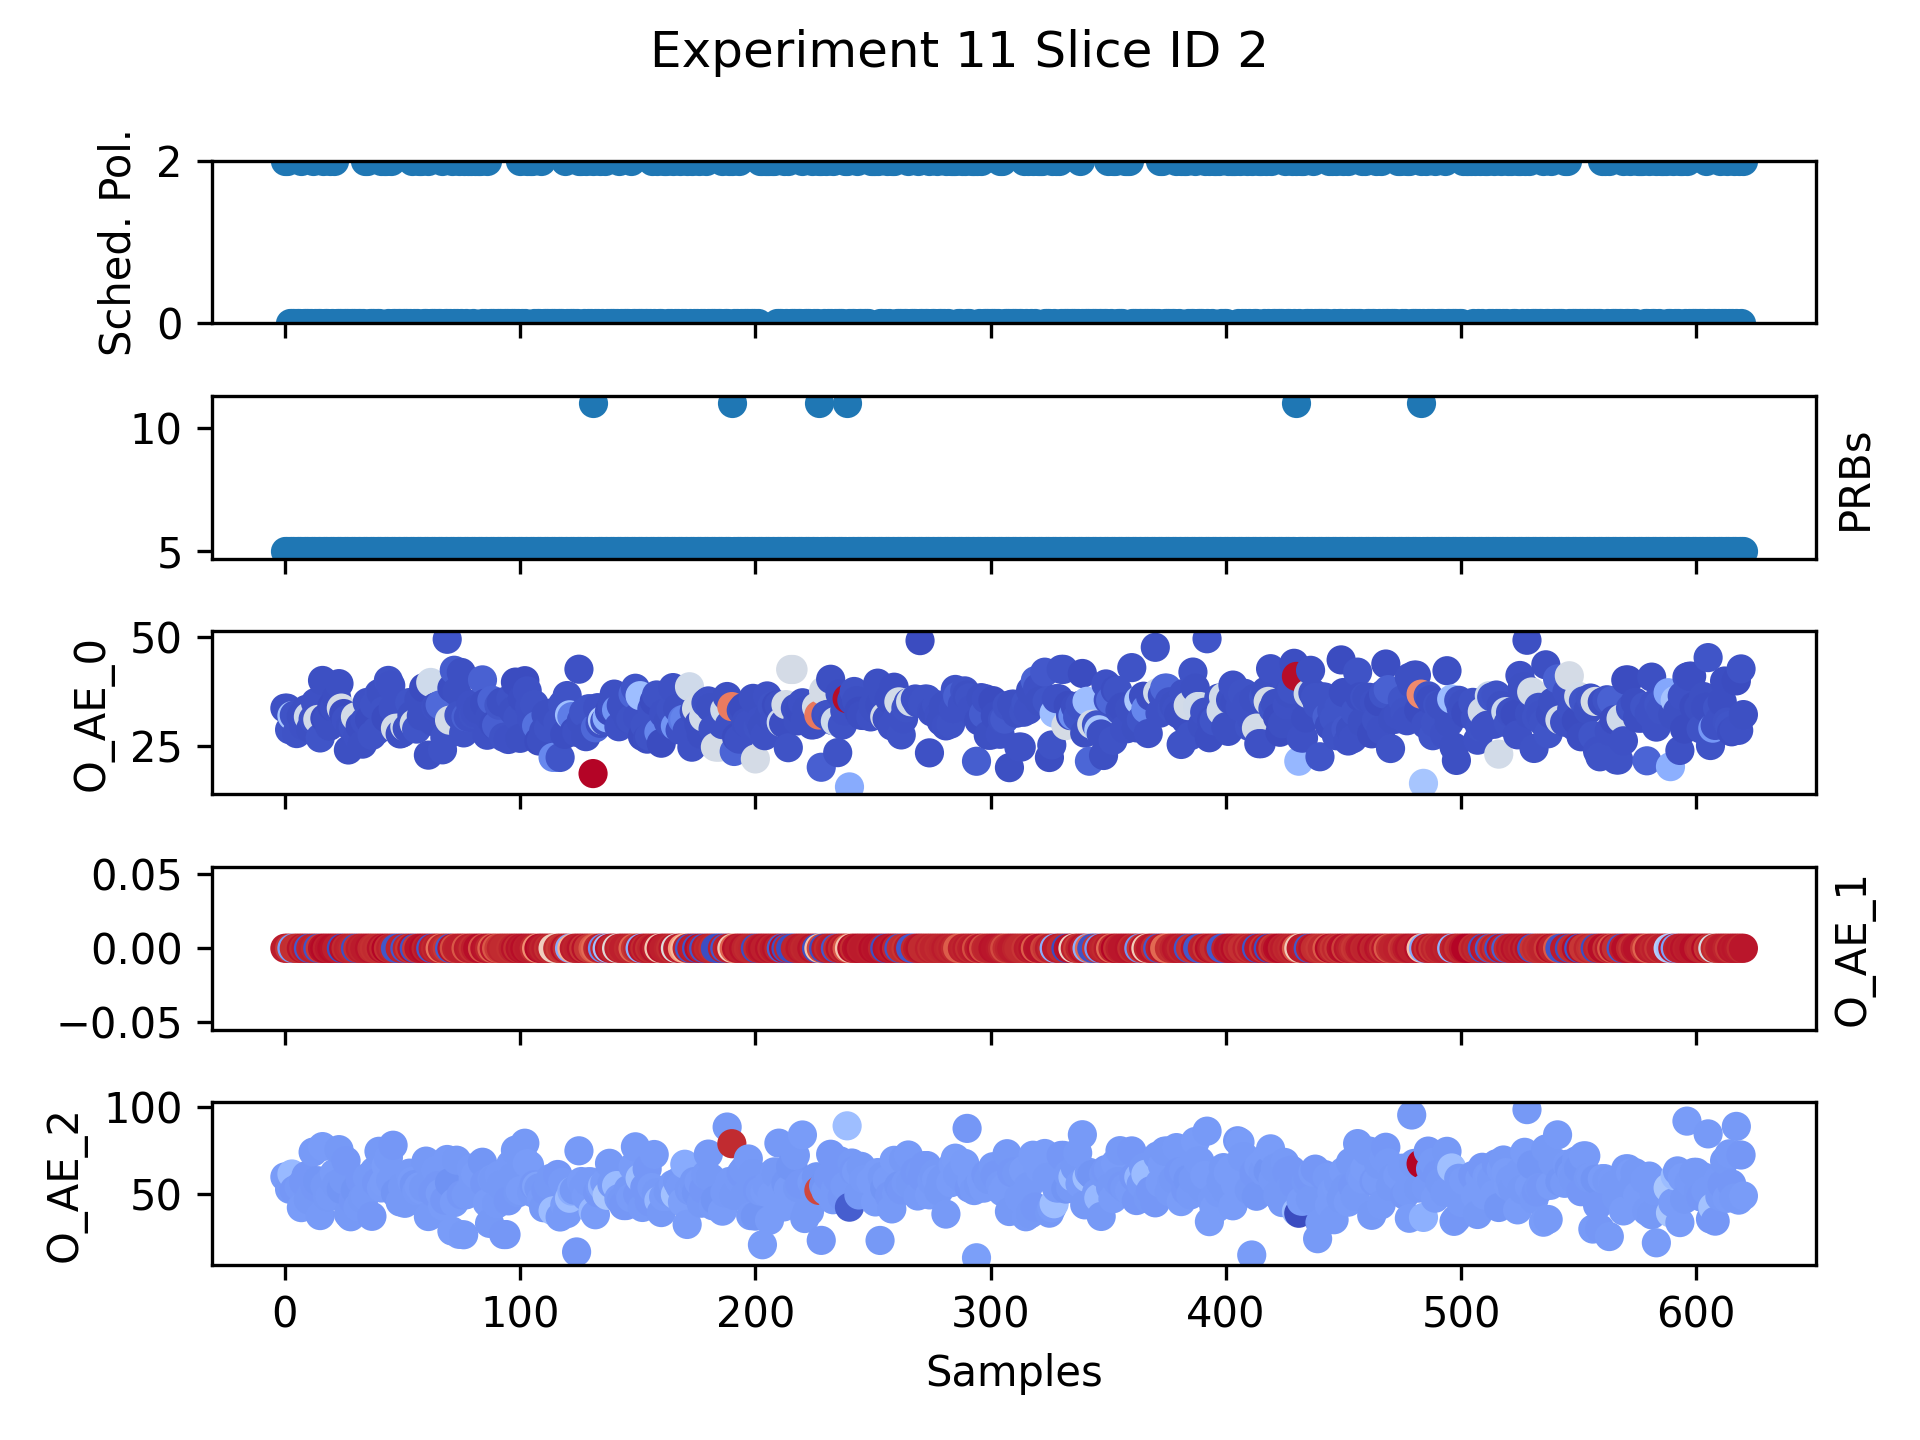 Experiment 11 Slice ID 2
Sched. Pol.
2
0
10
5
PRBs
O_AE_0
50
25
0.05
0.00
−0.05
O_AE_1
O_AE_2
100
50
0 100 200 300 400 500 600
Samples